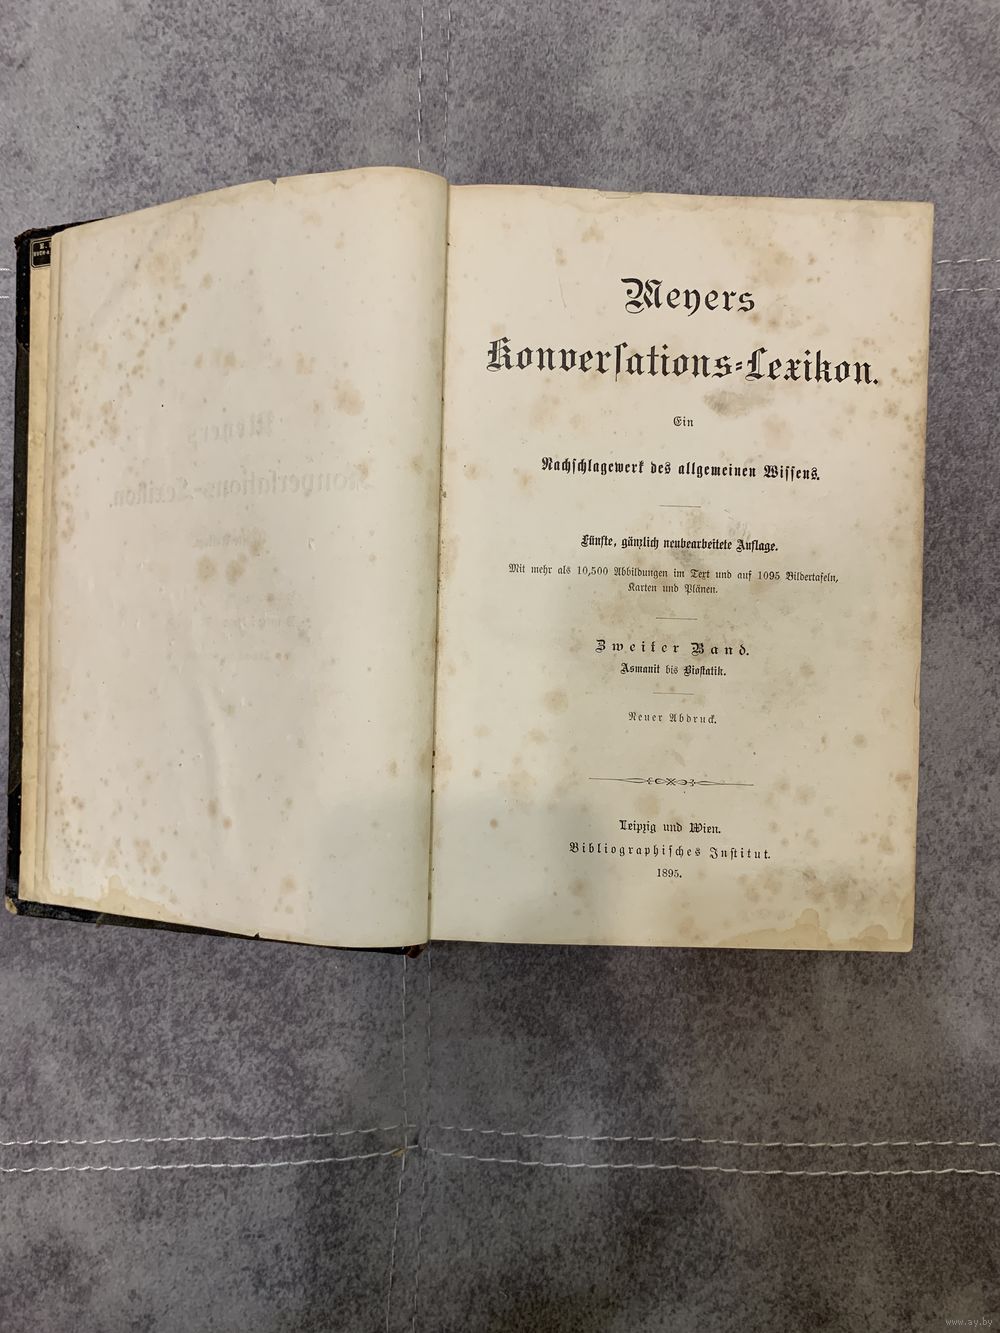 Meyers
Konversations-Lexikon.
Ein
Nachschlagewerk des allgemeinen Wissens.
Fünfte, gänzlich neubearbeitete Auflage.
Mit mehr als 10,500 Abbildungen im Text und auf 1095 Bildertafeln,
Karten und Plänen.
Zweiter Band.
Asmanit bis Biostatik.
Neuer Abdruck.
Leipzig und Wien.
Bibliographisches Institut.
1895.
www.ay.by